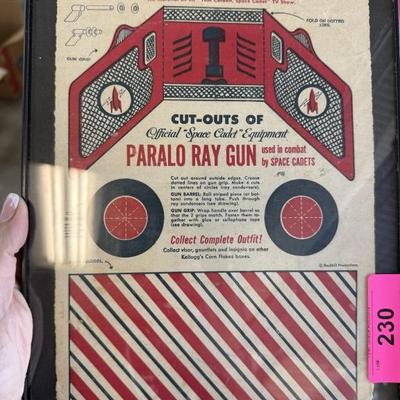 "Tom Corbett, Space Cadet" TV Show.
FOLD ON DOTTED
LINE.
GUN GRIP
CUT-OUTS OF
Official "Space Cadet" Equipment
PARALO RAY GUN used in combat
by SPACE CADETS
Cut out around outside edges. Crease
dotted lines on gun grip. Make 4 cuts
in centers of circles (ray condensers).
GUN BARREL: Roll striped piece (at bot-
tom) into a long tube. Push through
ray condensers (see drawing).
GUN GRIP: Wrap handle over barrel so
that the 2 grips match. Fasten them to-
gether with glue or cellophane tape
(see drawing).
Collect Complete Outfit!
Collect visor, gauntlets and insignia on other
Kellogg's Corn Flakes boxes.
© Rockhill Productions
BARREL
LOT
230